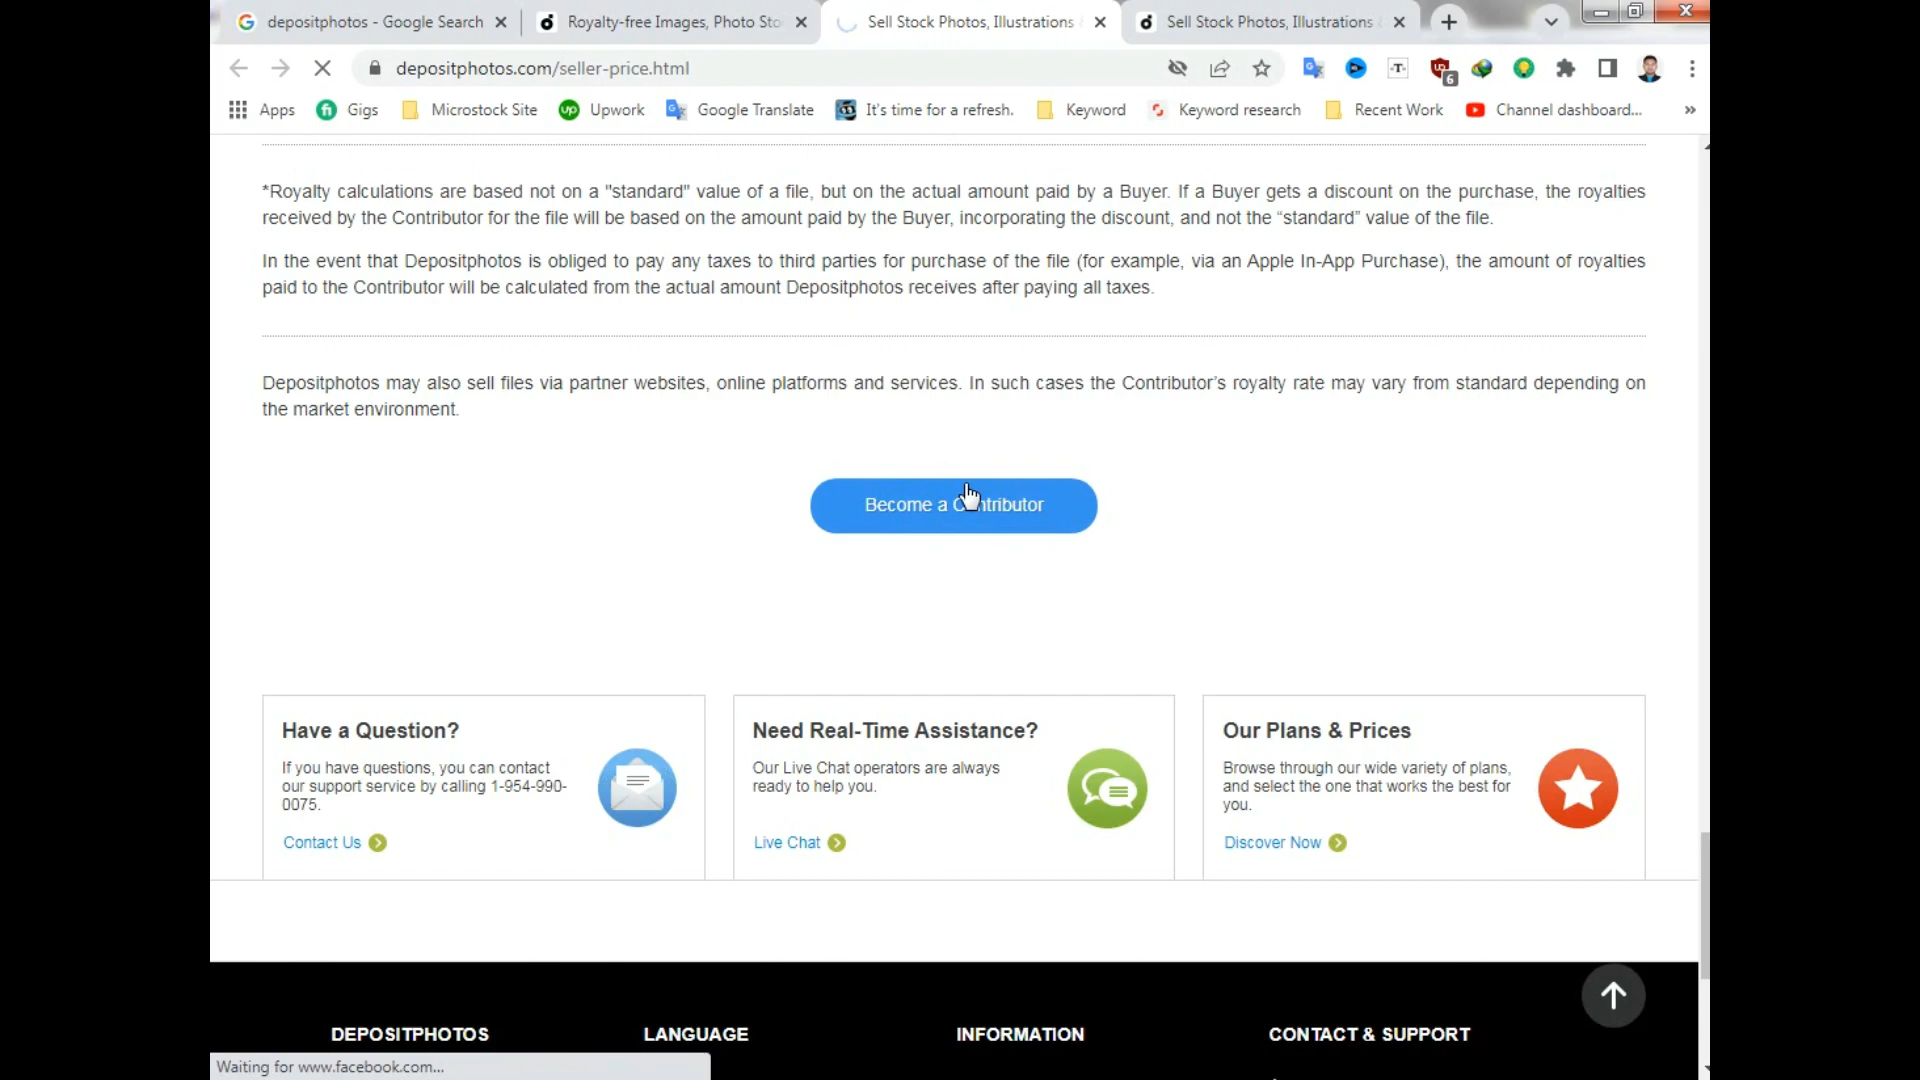 depositphotos - Google Search
Royalty-free Images, Photo Sto
Sell Stock Photos, Illustrations
Sell Stock Photos, Illustrations
depositphotos.com/seller-price.html
6
Apps
Gigs
Microstock Site
Upwork
Google Translate
It's time for a refresh.
Keyword
Keyword research
Recent Work
Channel dashboard...
*Royalty calculations are based not on a "standard" value of a file, but on the actual amount paid by a Buyer. If a Buyer gets a discount on the purchase, the royalties
received by the Contributor for the file will be based on the amount paid by the Buyer, incorporating the discount, and not the “standard” value of the file.
In the event that Depositphotos is obliged to pay any taxes to third parties for purchase of the file (for example, via an Apple In-App Purchase), the amount of royalties
paid to the Contributor will be calculated from the actual amount Depositphotos receives after paying all taxes.
Depositphotos may also sell files via partner websites, online platforms and services. In such cases the Contributor’s royalty rate may vary from standard depending on
the market environment.
Become a Contributor
Have a Question?
If you have questions, you can contact
our support service by calling 1-954-990-
0075.
Contact Us
Need Real-Time Assistance?
Our Live Chat operators are always
ready to help you.
Live Chat
Our Plans & Prices
Browse through our wide variety of plans,
and select the one that works the best for
you.
Discover Now
DEPOSITPHOTOS
LANGUAGE
INFORMATION
CONTACT & SUPPORT
Waiting for www.facebook.com...